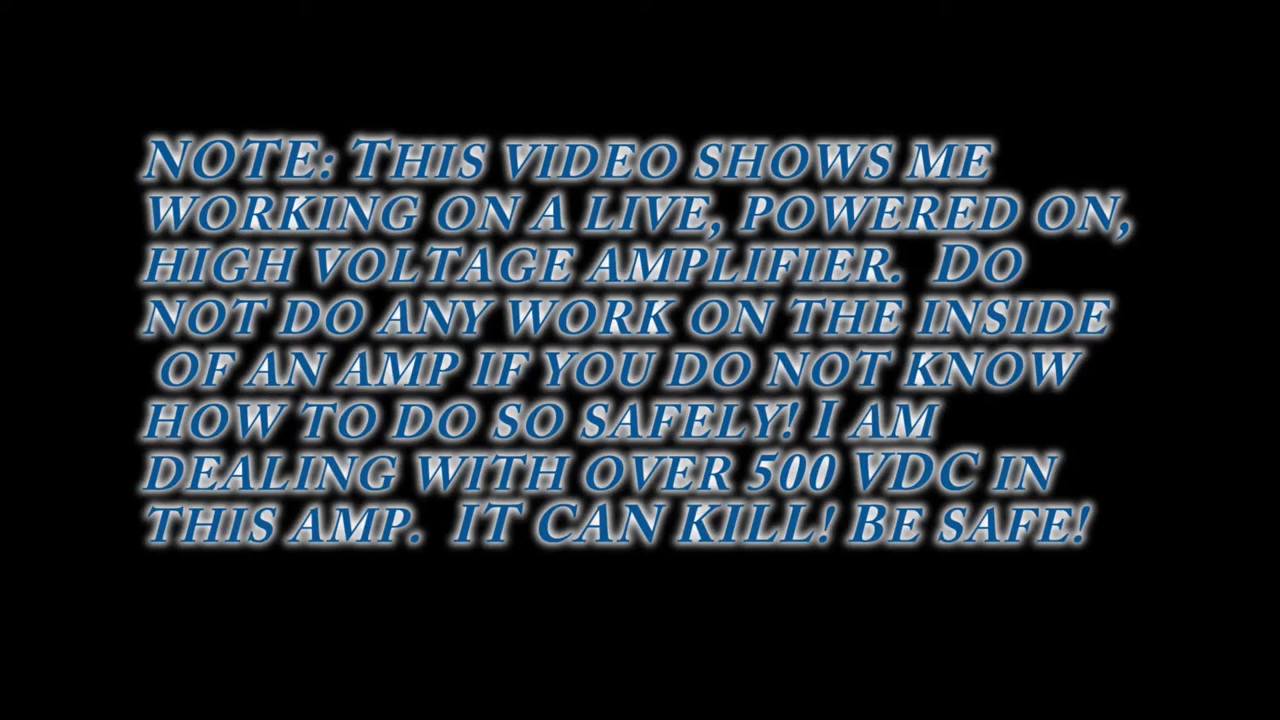 NOTE: This video shows me
working on a live, powered on,
high voltage amplifier.  Do
not do any work on the inside
of an amp if you do not know
how to do so safely! I am
dealing with over 500 VDC in
this amp.  IT CAN KILL! Be safe!